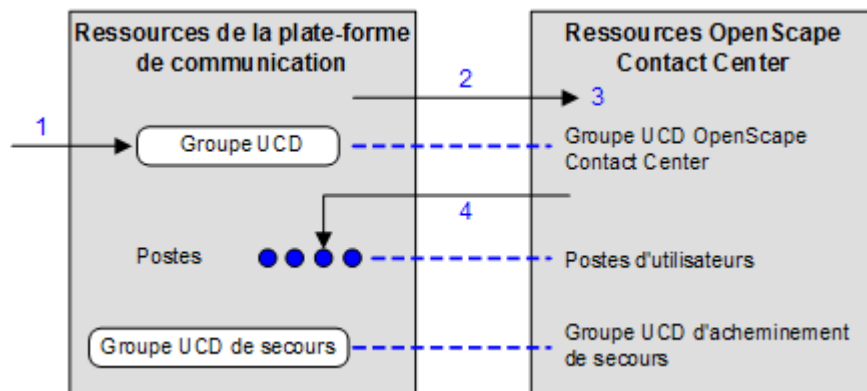 Ressources de la plate-forme
de communication
Ressources OpenScape
Contact Center
2
3
1
Groupe UCD
Groupe UCD OpenScape
Contact Center
4
Postes
Postes d'utilisateurs
Groupe UCD de secours
Groupe UCD d'acheminement
de secours